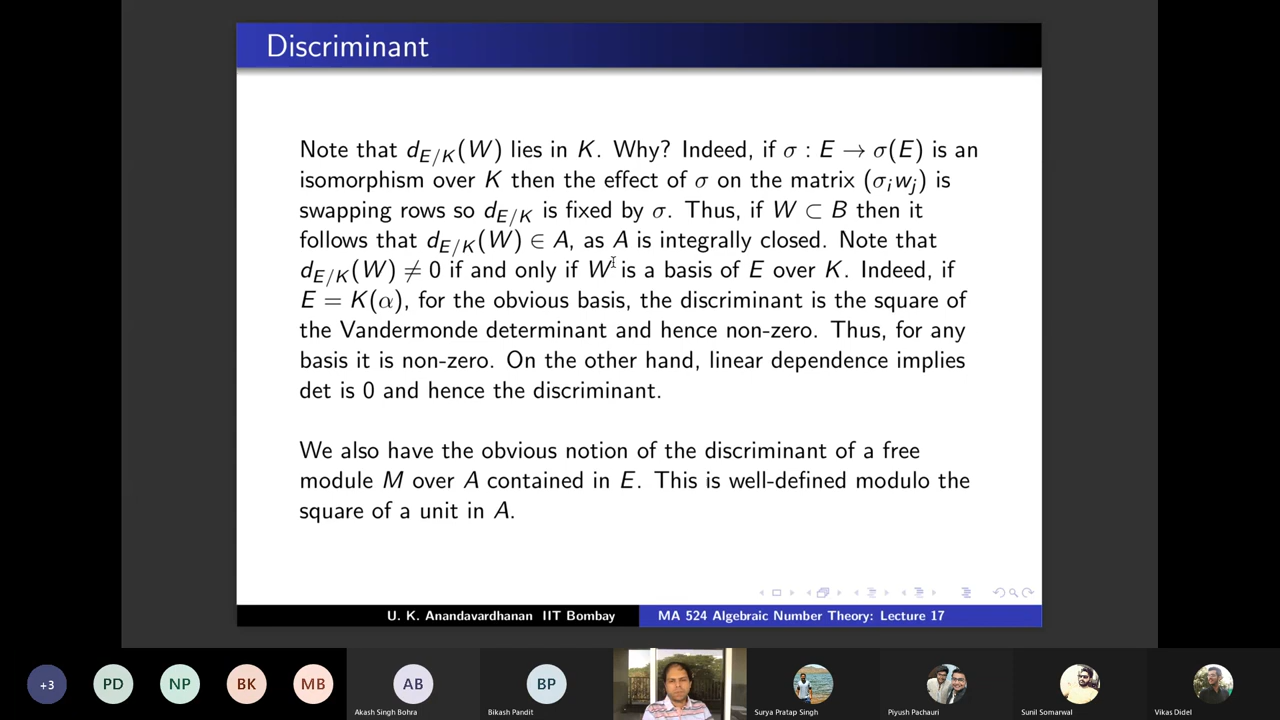 Discriminant
Note that d_{E/K}(W) lies in K. Why? Indeed, if σ : E → σ(E) is an
isomorphism over K then the effect of σ on the matrix (σ_i w_j) is
swapping rows so d_{E/K} is fixed by σ. Thus, if W ⊂ B then it
follows that d_{E/K}(W) ∈ A, as A is integrally closed. Note that
d_{E/K}(W) ≠ 0 if and only if W is a basis of E over K. Indeed, if
E = K(α), for the obvious basis, the discriminant is the square of
the Vandermonde determinant and hence non-zero. Thus, for any
basis it is non-zero. On the other hand, linear dependence implies
det is 0 and hence the discriminant.
We also have the obvious notion of the discriminant of a free
module M over A contained in E. This is well-defined modulo the
square of a unit in A.
U. K. Anandavardhanan IIT Bombay
MA 524 Algebraic Number Theory: Lecture 17
+3
PD
NP
BK
MB
AB
BP
Akash Singh Bohra
Bikash Pandit
Surya Pratap Singh
Piyush Pachauri
Sunil Somarwal
Vikas Didel